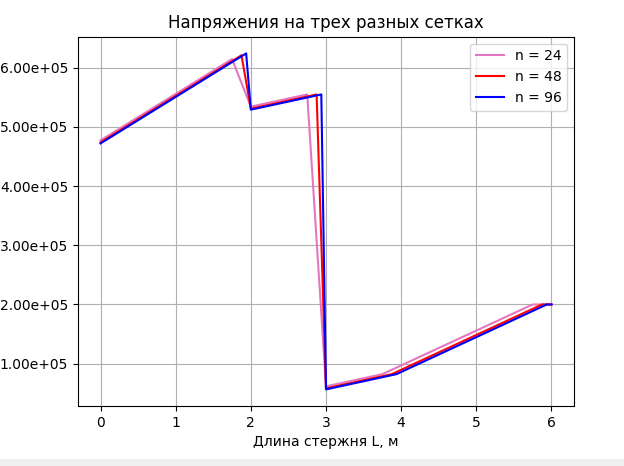 Напряжения на трех разных сетках
n = 24
n = 48
n = 96
6.00e+05
5.00e+05
4.00e+05
3.00e+05
2.00e+05
1.00e+05
0 1 2 3 4 5 6
Длина стержня L, м